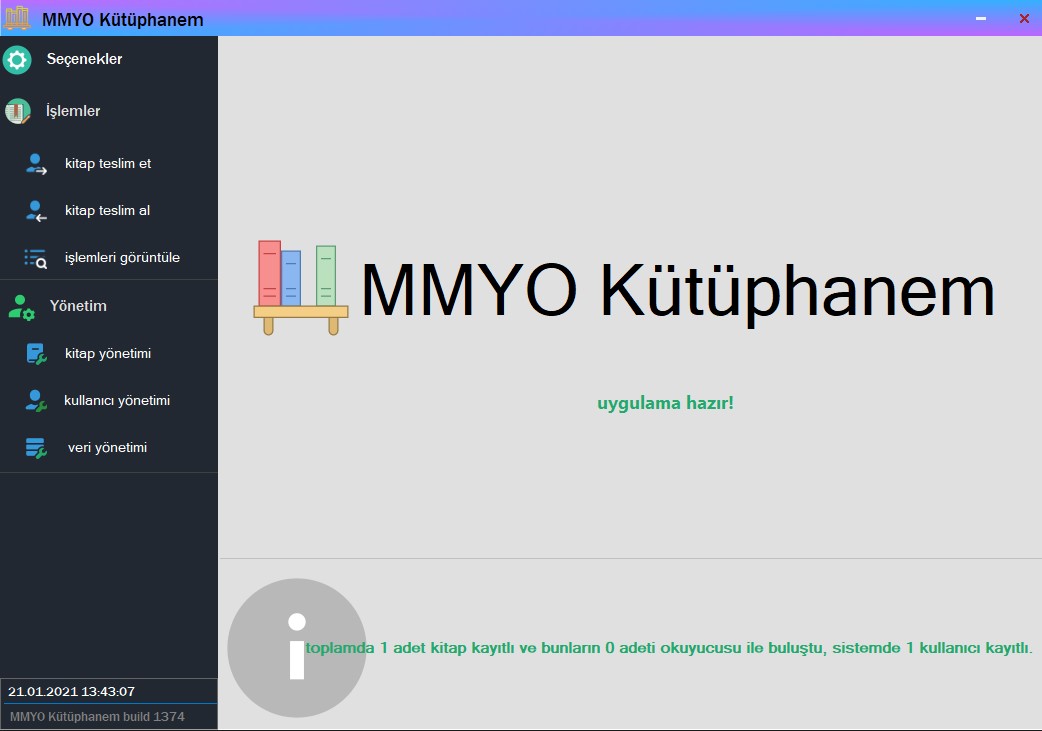 MMYO Kütüphanem
Seçenekler
İşlemler
kitap teslim et
kitap teslim al
işlemleri görüntüle
Yönetim
kitap yönetimi
kullanıcı yönetimi
veri yönetimi
21.01.2021 13:43:07
MMYO Kütüphanem build 1374
MMYO Kütüphanem
uygulama hazır!
toplamda 1 adet kitap kayıtlı ve bunların 0 adeti okuyucusu ile buluştu, sistemde 1 kullanıcı kayıtlı.